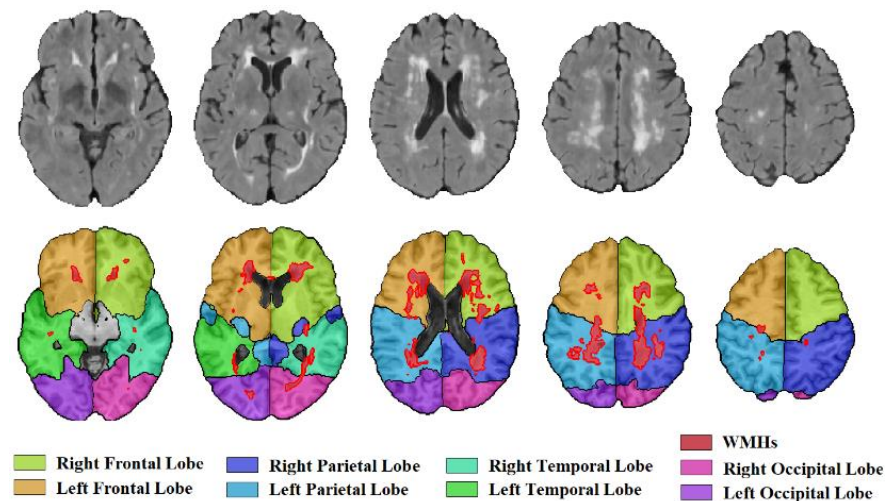 WMHs
Right Frontal Lobe Right Parietal Lobe Right Temporal Lobe Right Occipital Lobe
Left Frontal Lobe Left Parietal Lobe Left Temporal Lobe Left Occipital Lobe